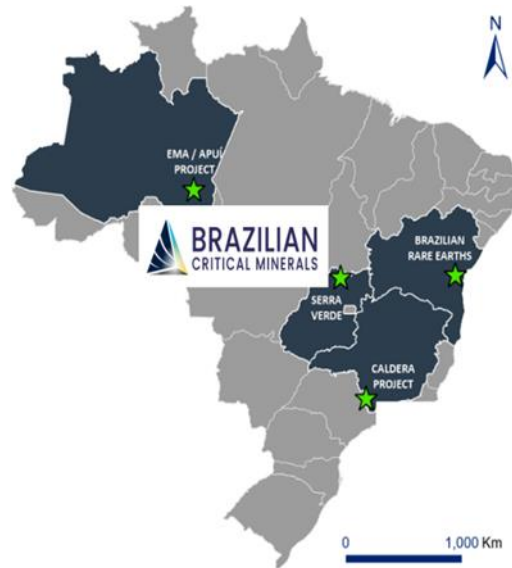 N
EMA / APUÍ
PROJECT
BRAZILIAN
CRITICAL MINERALS
BRAZILIAN
RARE EARTHS
SERRA
VERDE
CALDERA
PROJECT
0 1,000 Km